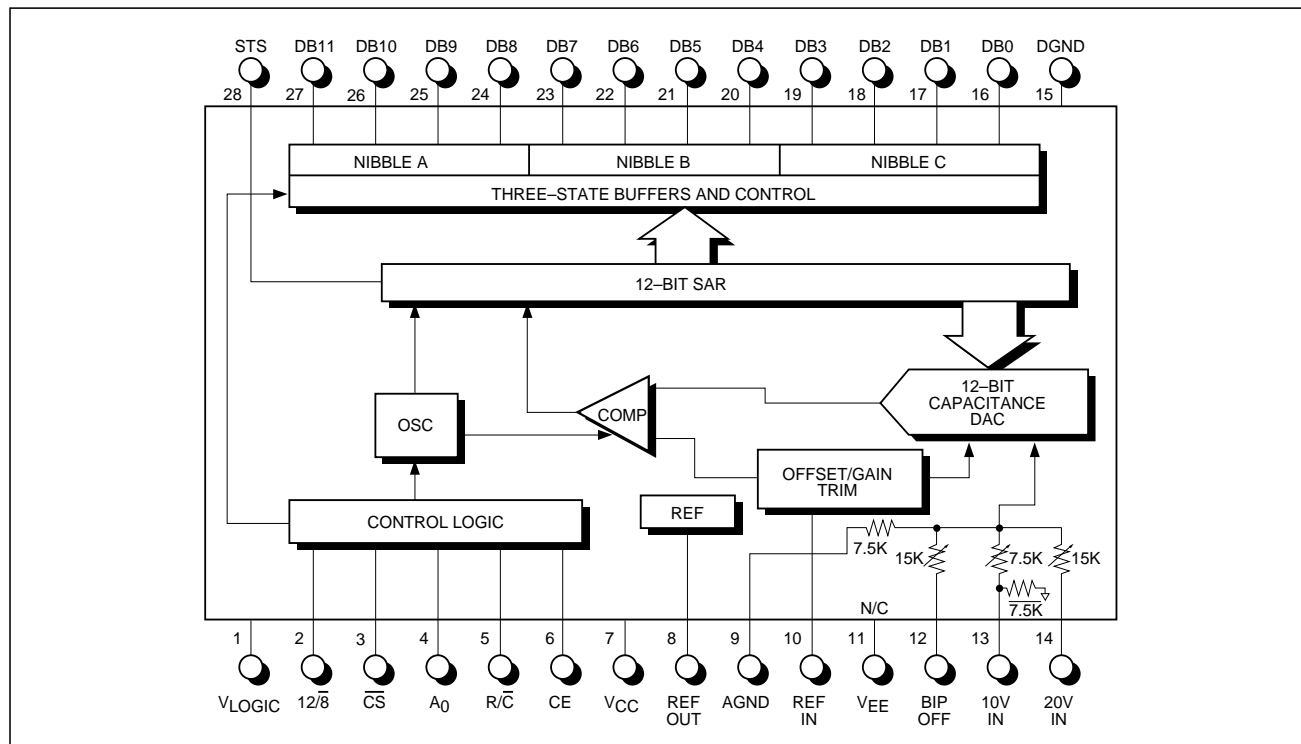 STS DB11 DB10 DB9 DB8 DB7 DB6 DB5 DB4 DB3 DB2 DB1 DB0 DGND
28 27 26 25 24 23 22 21 20 19 18 17 16 15
NIBBLE A NIBBLE B NIBBLE C
THREE–STATE BUFFERS AND CONTROL
12–BIT SAR
12–BIT
CAPACITANCE
DAC
COMP
OSC
OFFSET/GAIN
TRIM
REF
CONTROL LOGIC
7.5K
15K 7.5K 15K
7.5K
N/C
1 2 3 4 5 6 7 8 9 10 11 12 13 14
V_LOGIC 12/8̅ C̅S̅ A₀ R/C̅ CE V_CC REF AGND REF V_EE BIP 10V 20V
OUT IN OFF IN IN